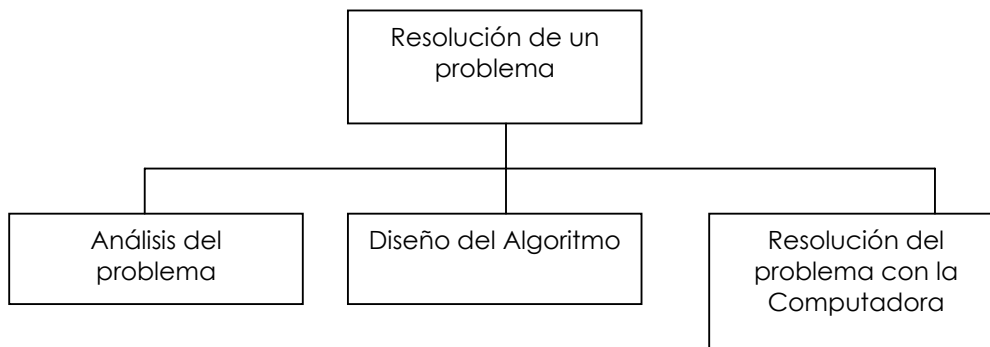 Resolución de un
problema
Análisis del
problema
Diseño del Algoritmo
Resolución del
problema con la
Computadora